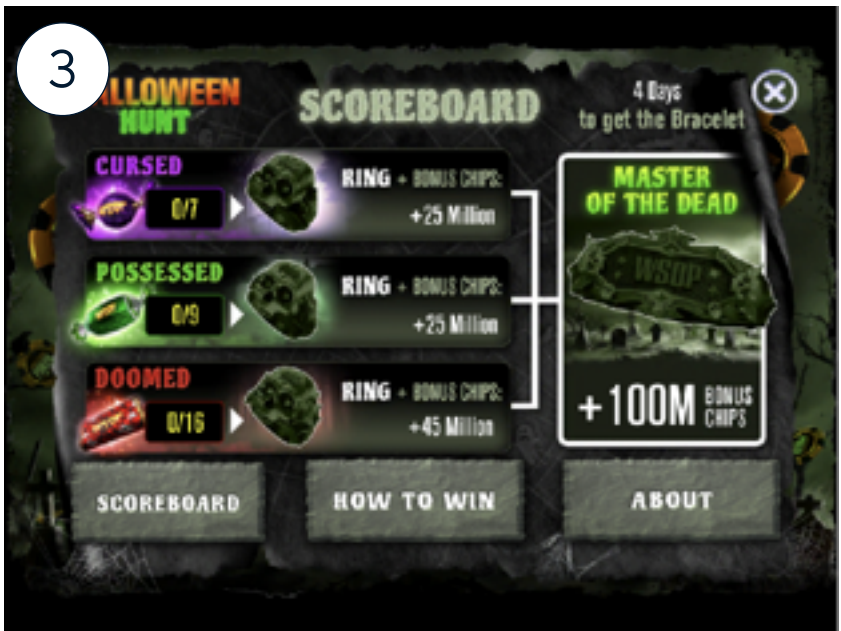 3
ALLOWEEN
HUNT
SCOREBOARD
4 Days
to get the Bracelet
CURSED
0/7
RING + BONUS CHIPS:
+25 Million
POSSESSED
0/9
RING + BONUS CHIPS:
+25 Million
DOOMED
0/16
RING + BONUS CHIPS:
+45 Million
MASTER
OF THE DEAD
WSOP
+100M BONUS
CHIPS
SCOREBOARD
HOW TO WIN
ABOUT